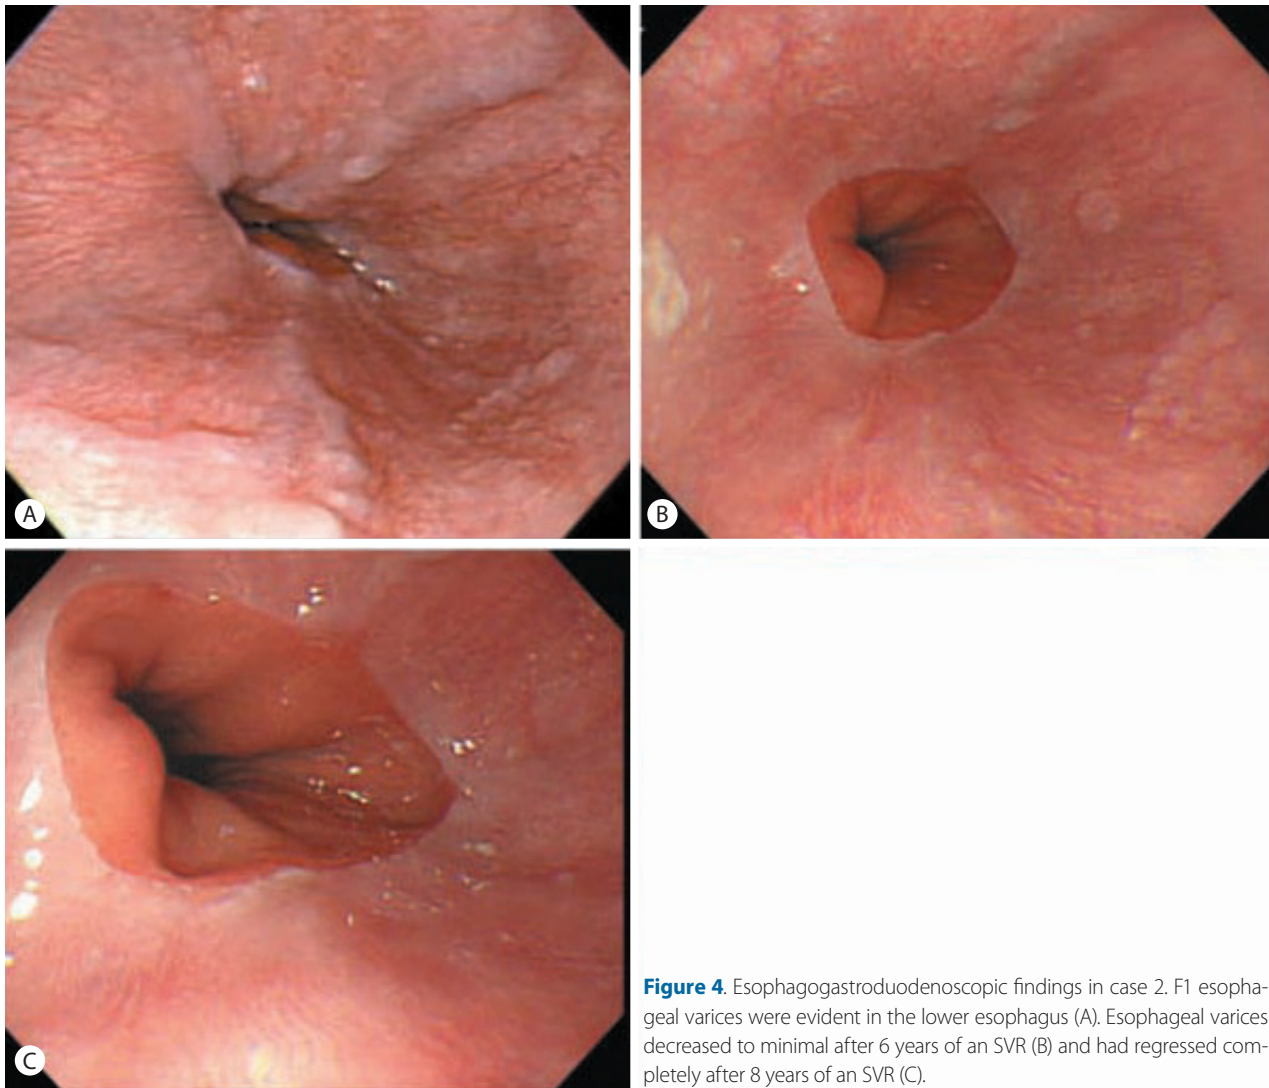 A
B
C
Figure 4. Esophagogastroduodenoscopic findings in case 2. F1 esopha-
geal varices were evident in the lower esophagus (A). Esophageal varices
decreased to minimal after 6 years of an SVR (B) and had regressed com-
pletely after 8 years of an SVR (C).